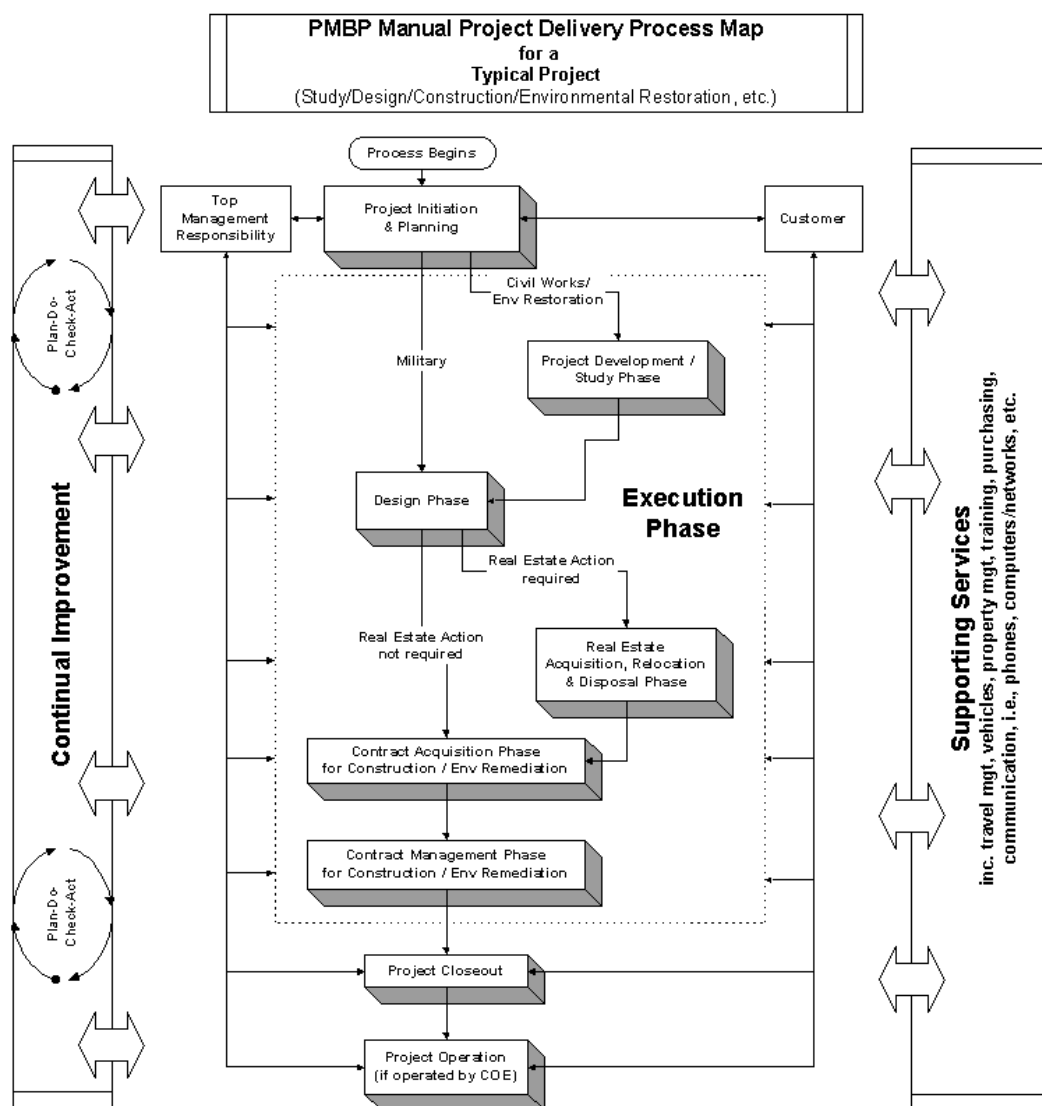 PMBP Manual Project Delivery Process Map
for a
Typical Project
(Study/Design/Construction/Environmental Restoration, etc.)
Process Begins
Top
Management
Responsibility
Project Initiation
& Planning
Customer
Civil Works/
Env Restoration
Plan-Do-
Check-Act
Military
Project Development /
Study Phase
Design Phase
Execution
Phase
Real Estate Action
required
Real Estate Action
not required
Real Estate
Acquisition, Relocation
& Disposal Phase
Continual Improvement
Supporting Services
inc. travel mgt, vehicles, property mgt, training, purchasing,
communication, i.e., phones, computers/networks, etc.
Contract Acquisition Phase
for Construction / Env Remediation
Contract Management Phase
for Construction / Env Remediation
Plan-Do-
Check-Act
Project Closeout
Project Operation
(if operated by COE)